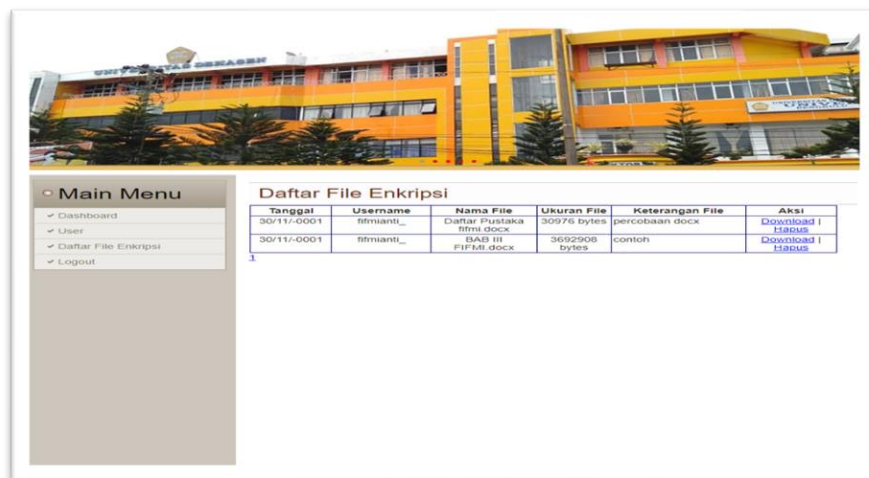 UNIVERSITAS DEHASEN
Main Menu
Dashboard
User
Daftar File Enkripsi
Logout
Daftar File Enkripsi
Tanggal Username Nama File Ukuran File Keterangan File Aksi
30/11/-0001 fifmianti_ Daftar Pustaka 30976 bytes percobaan docx Download |
fifmi.docx Hapus
30/11/-0001 fifmianti_ BAB III 3692908 contoh Download |
FIFMI.docx bytes Hapus
1